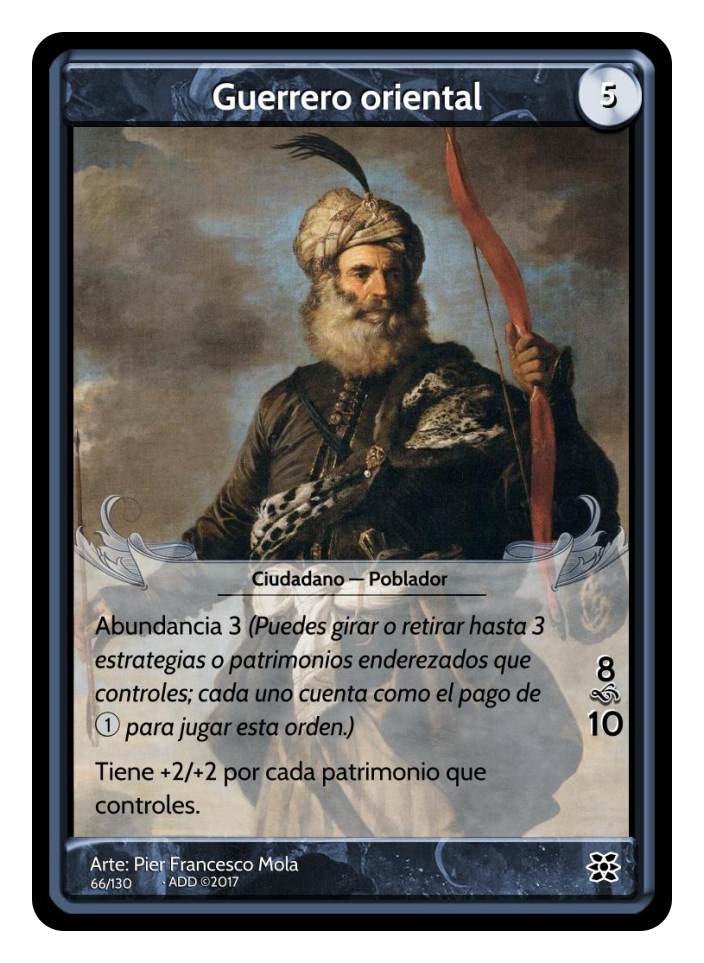 Guerrero oriental
5
Ciudadano — Poblador
Abundancia 3 (Puedes girar o retirar hasta 3
estrategias o patrimonios enderezados que
controles; cada uno cuenta como el pago de
1 para jugar esta orden.)
Tiene +2/+2 por cada patrimonio que
controles.
8
10
Arte: Pier Francesco Mola
66/130 · ADD ©2017